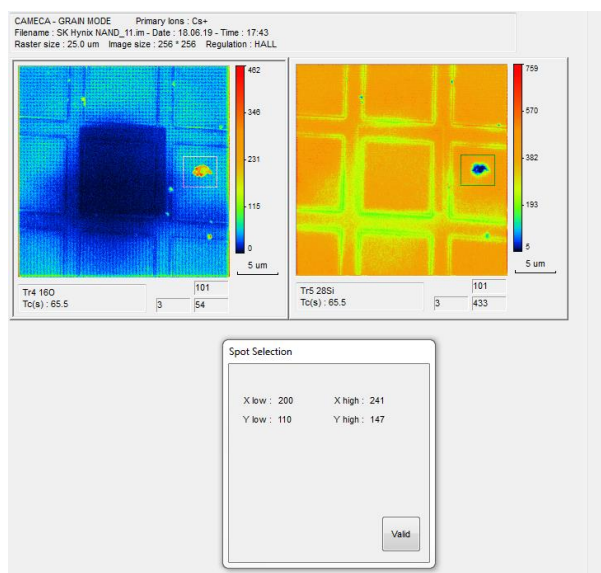 CAMECA - GRAIN MODE Primary Ions : Cs+
Filename : SK Hynix NAND_11.im - Date : 18.06.19 - Time : 17:43
Raster size : 25.0 um Image size : 256 * 256 Regulation : HALL
462
346
231
115
0
5 um
Tr4 16O
Tc(s) : 65.5
101
3
54
759
570
382
193
5
5 um
Tr5 28Si
Tc(s) : 65.5
101
3
433
Spot Selection
X low : 200 X high : 241
Y low : 110 Y high : 147
Valid